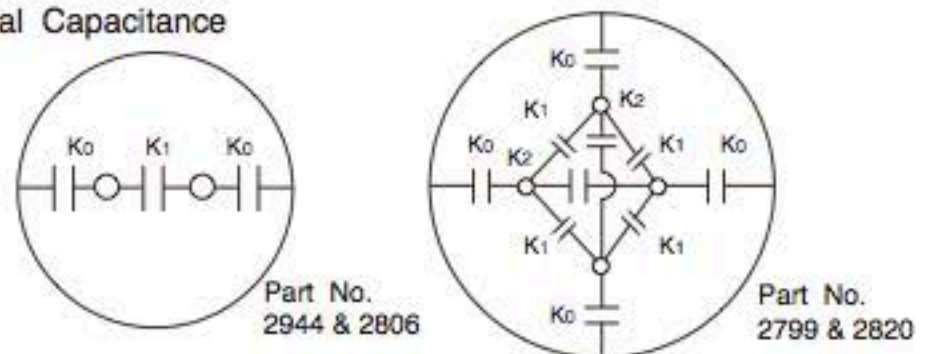 al Capacitance
K0 K1 K0
Part No.
2944 & 2806
K0
K1 K2
K0 K2 K1 K0
K1 K1
K0
Part No.
2799 & 2820